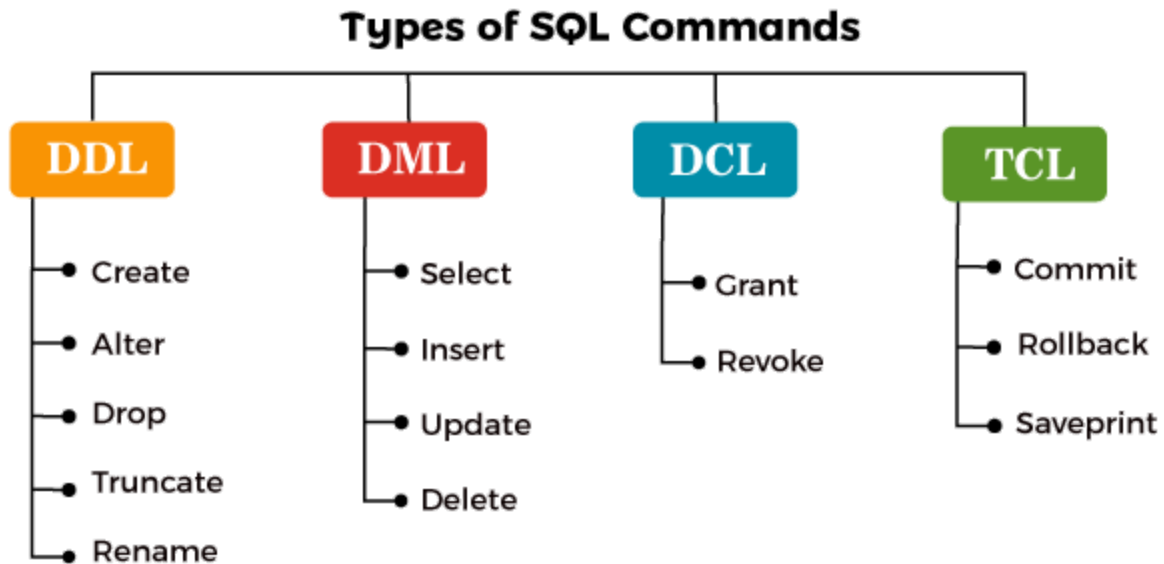 Types of SQL Commands
DDL
Create
Alter
Drop
Truncate
Rename
DML
Select
Insert
Update
Delete
DCL
Grant
Revoke
TCL
Commit
Rollback
Saveprint